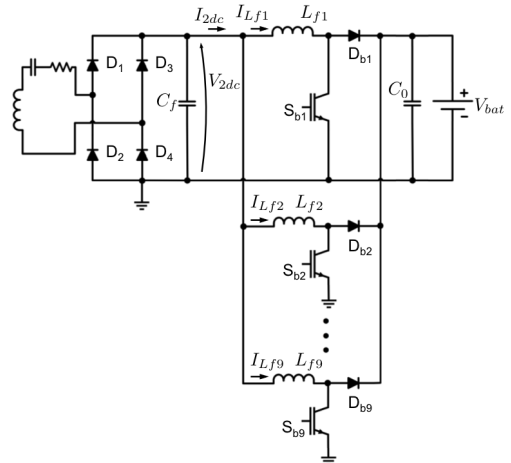 I2dc
ILf1
Lf1
D1
D3
Db1
V2dc
Cf
C0
+
Vbat
-
Sb1
D2
D4
ILf2
Lf2
Db2
Sb2
ILf9
Lf9
Db9
Sb9